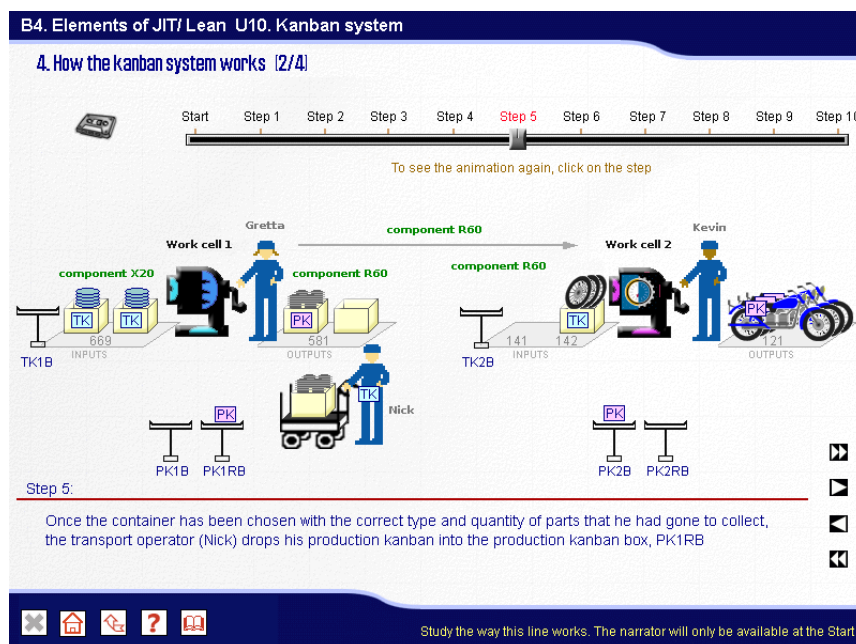 B4. Elements of JIT/ Lean U10. Kanban system
4. How the kanban system works [2/4]
Start Step 1 Step 2 Step 3 Step 4 Step 5 Step 6 Step 7 Step 8 Step 9 Step 10
To see the animation again, click on the step
Gretta
Kevin
component R60
Work cell 1
Work cell 2
component X20
component R60
component R60
PK
TK TK
PK
TK
669
581
141 142
121
INPUTS
OUTPUTS
INPUTS
OUTPUTS
TK1B
TK2B
TK
Nick
PK
PK
PK1B PK1RB
PK2B PK2RB
Step 5:
Once the container has been chosen with the correct type and quantity of parts that he had gone to collect,
the transport operator (Nick) drops his production kanban into the production kanban box, PK1RB
?
Study the way this line works. The narrator will only be available at the Start